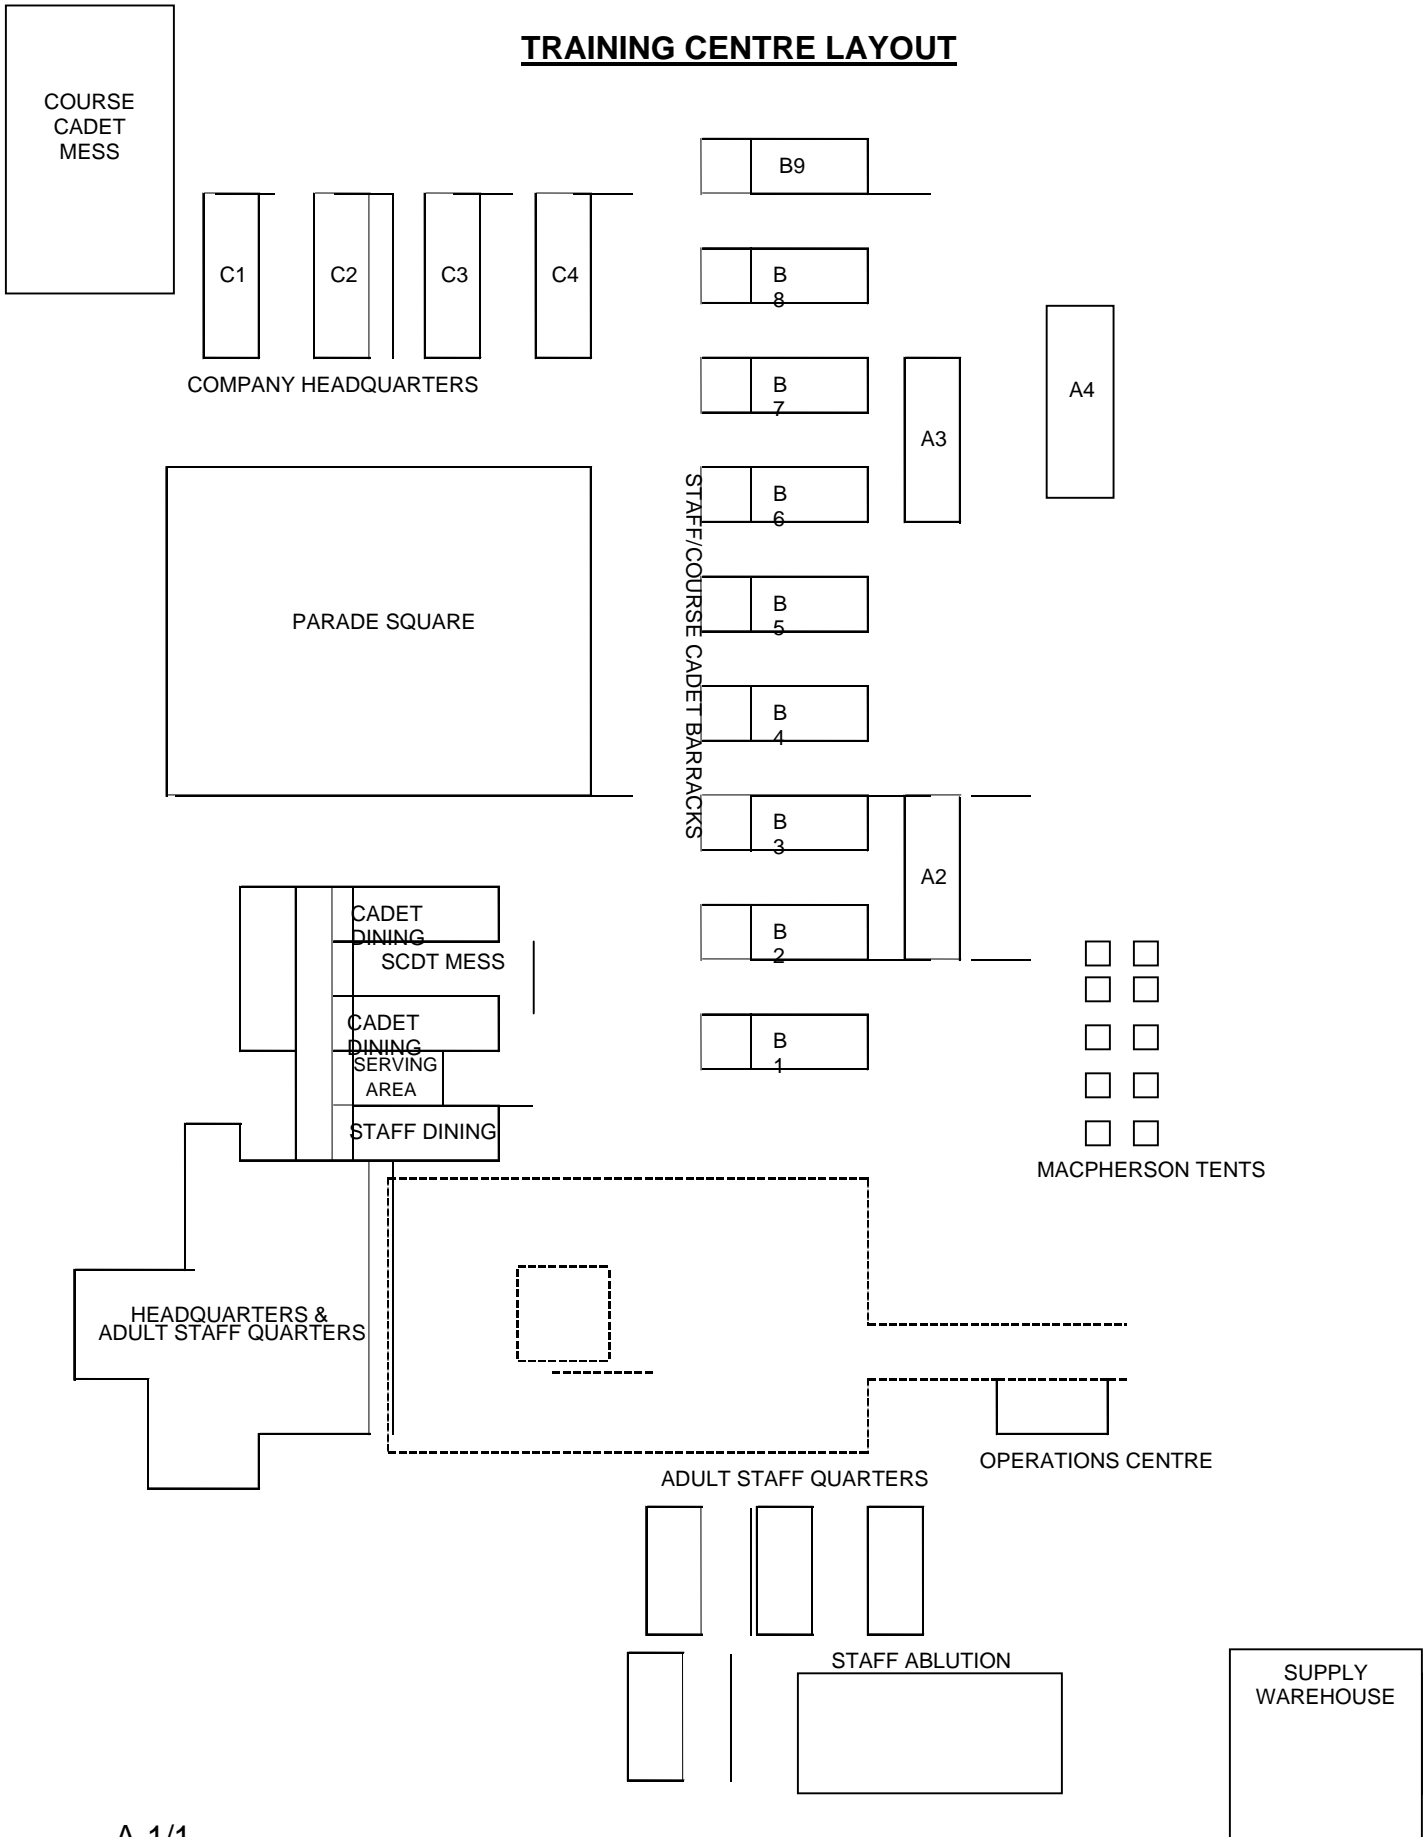 TRAINING CENTRE LAYOUT
COURSE
CADET
MESS
B9
C1
C2
C3
C4
B
8
COMPANY HEADQUARTERS
B
7
A4
A3
STAFF/COURSE CADET BARRACKS
B
6
PARADE SQUARE
B
5
B
4
B
3
A2
CADET
DINING
SCDT MESS
B
2
CADET
DINING
B
1
SERVING
AREA
STAFF DINING
MACPHERSON TENTS
HEADQUARTERS &
ADULT STAFF QUARTERS
OPERATIONS CENTRE
ADULT STAFF QUARTERS
STAFF ABLUTION
SUPPLY
WAREHOUSE
A-1/1